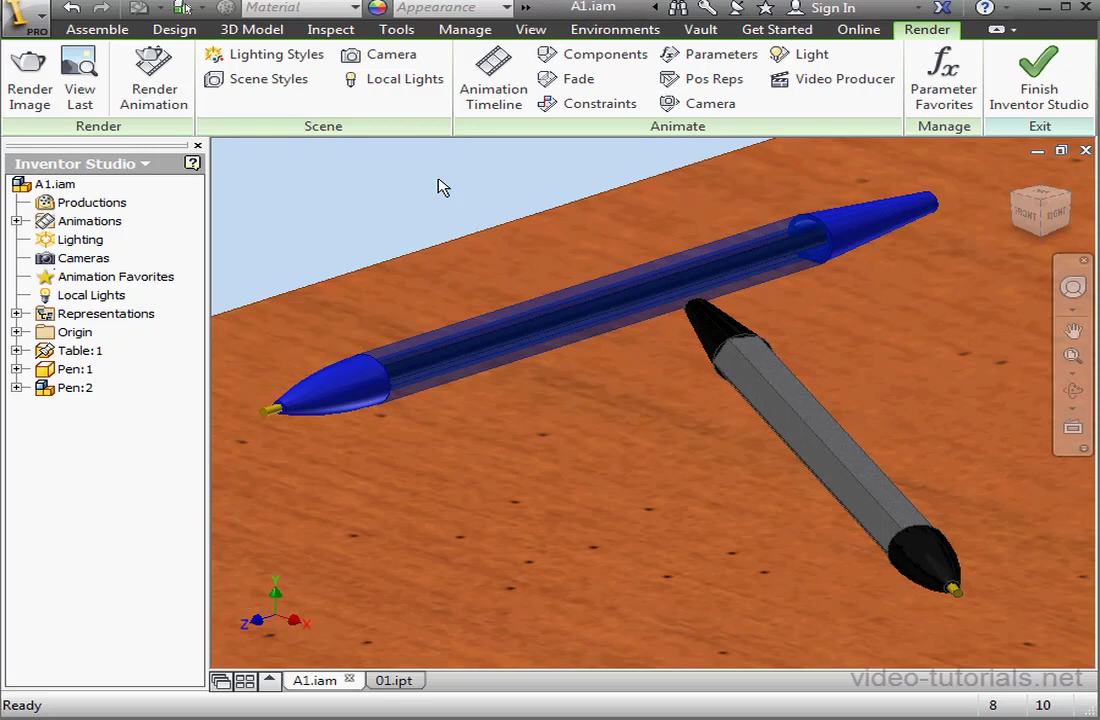 Material Appearance A1.iam Sign In
PRO Assembly Design 3D Model Inspect Tools Manage View Environments Vault Get Started Online Render
Render Image
View Last
Render Animation
Render
Lighting Styles Camera
Scene Styles Local Lights
Scene
Animation Timeline
Components Parameters Light
Fade Pos Reps Video Producer
Constraints Camera
Animate
fx
Parameter Favorites
Manage
Finish Inventor Studio
Exit
Inventor Studio
A1.iam
Productions
Animations
Lighting
Cameras
Animation Favorites
Local Lights
Representations
Origin
Table:1
Pen:1
Pen:2
FRONT RIGHT
Y
Z X
A1.iam 01.ipt
video-tutorials.net
Ready 8 10